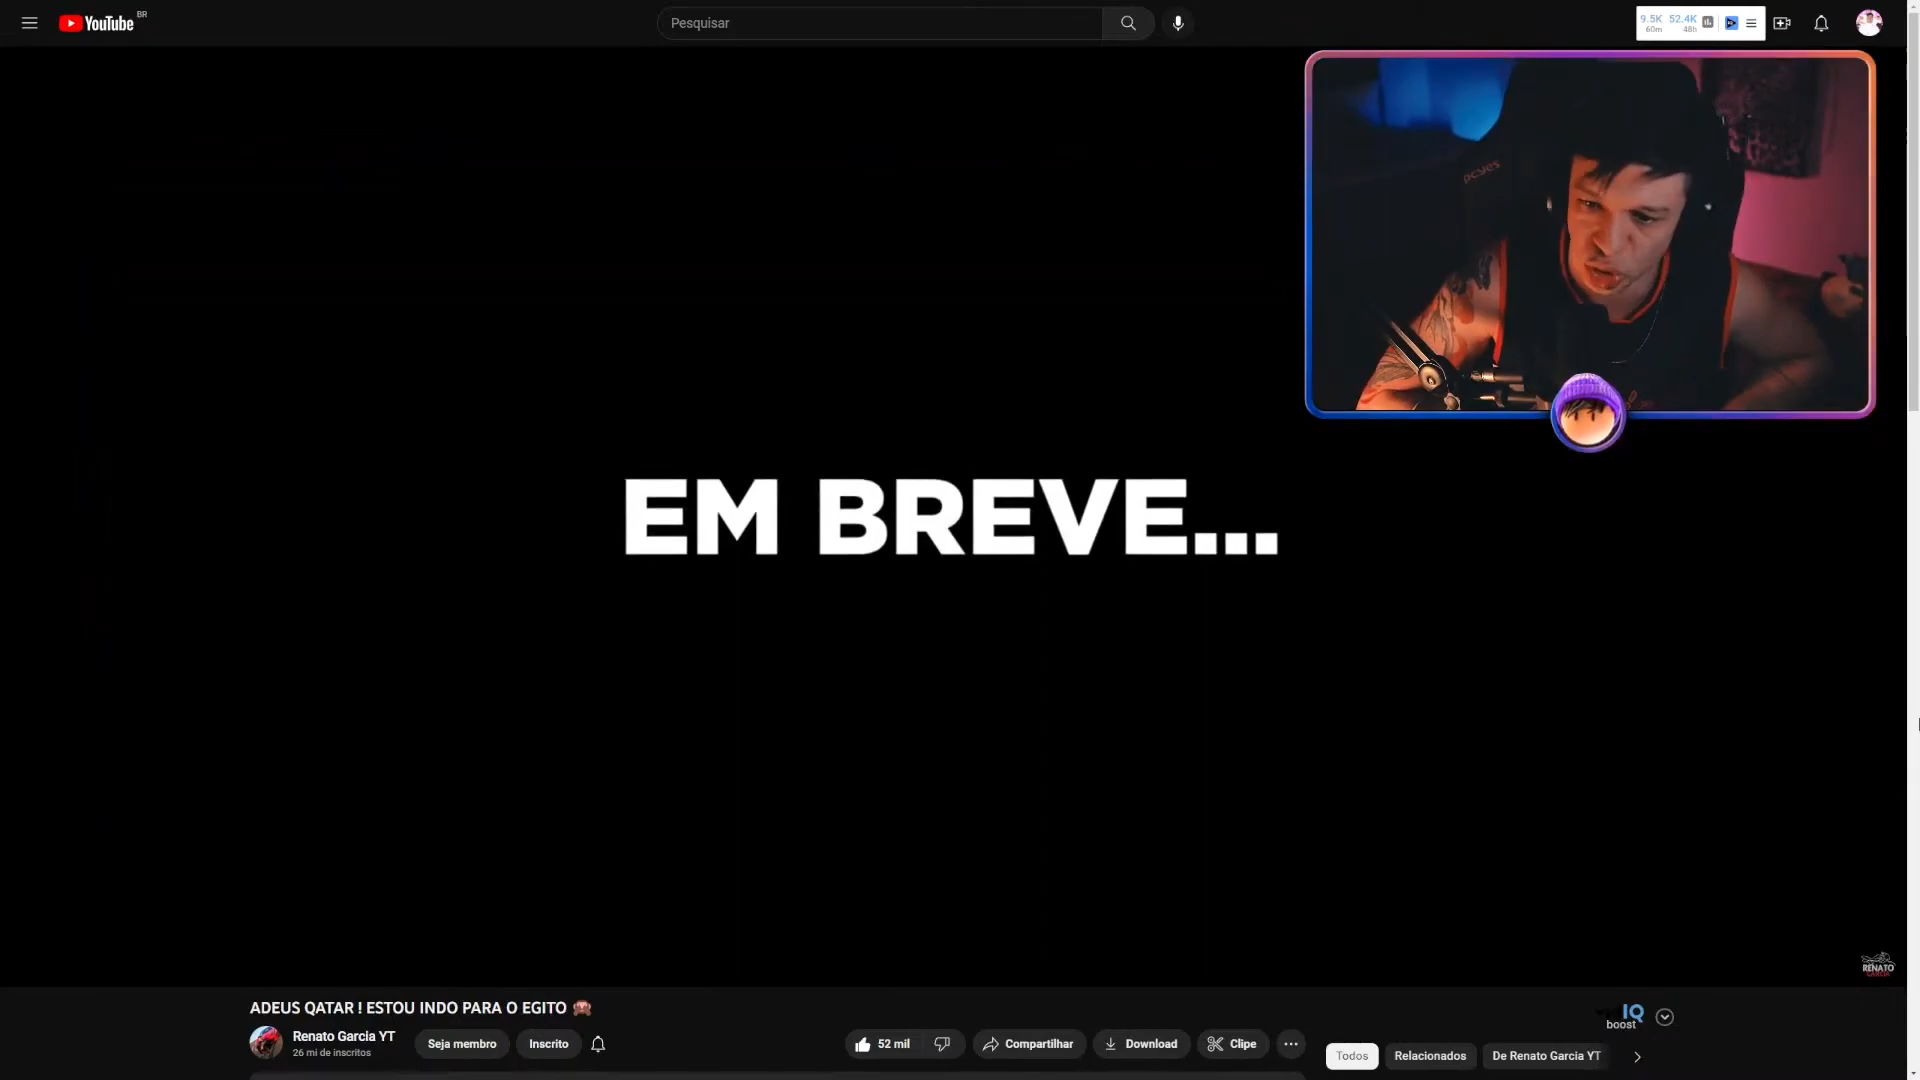 YouTube BR
Pesquisar
9.5K 52.4K
60m 48h
pcyes
EM BREVE...
RENATO
GARCIA
ADEUS QATAR ! ESTOU INDO PARA O EGITO 🙈
IQ
boost
Renato Garcia YT
26 mi de inscritos
Seja membro
Inscrito
52 mil
Compartilhar
Download
Clipe
Todos
Relacionados
De Renato Garcia YT